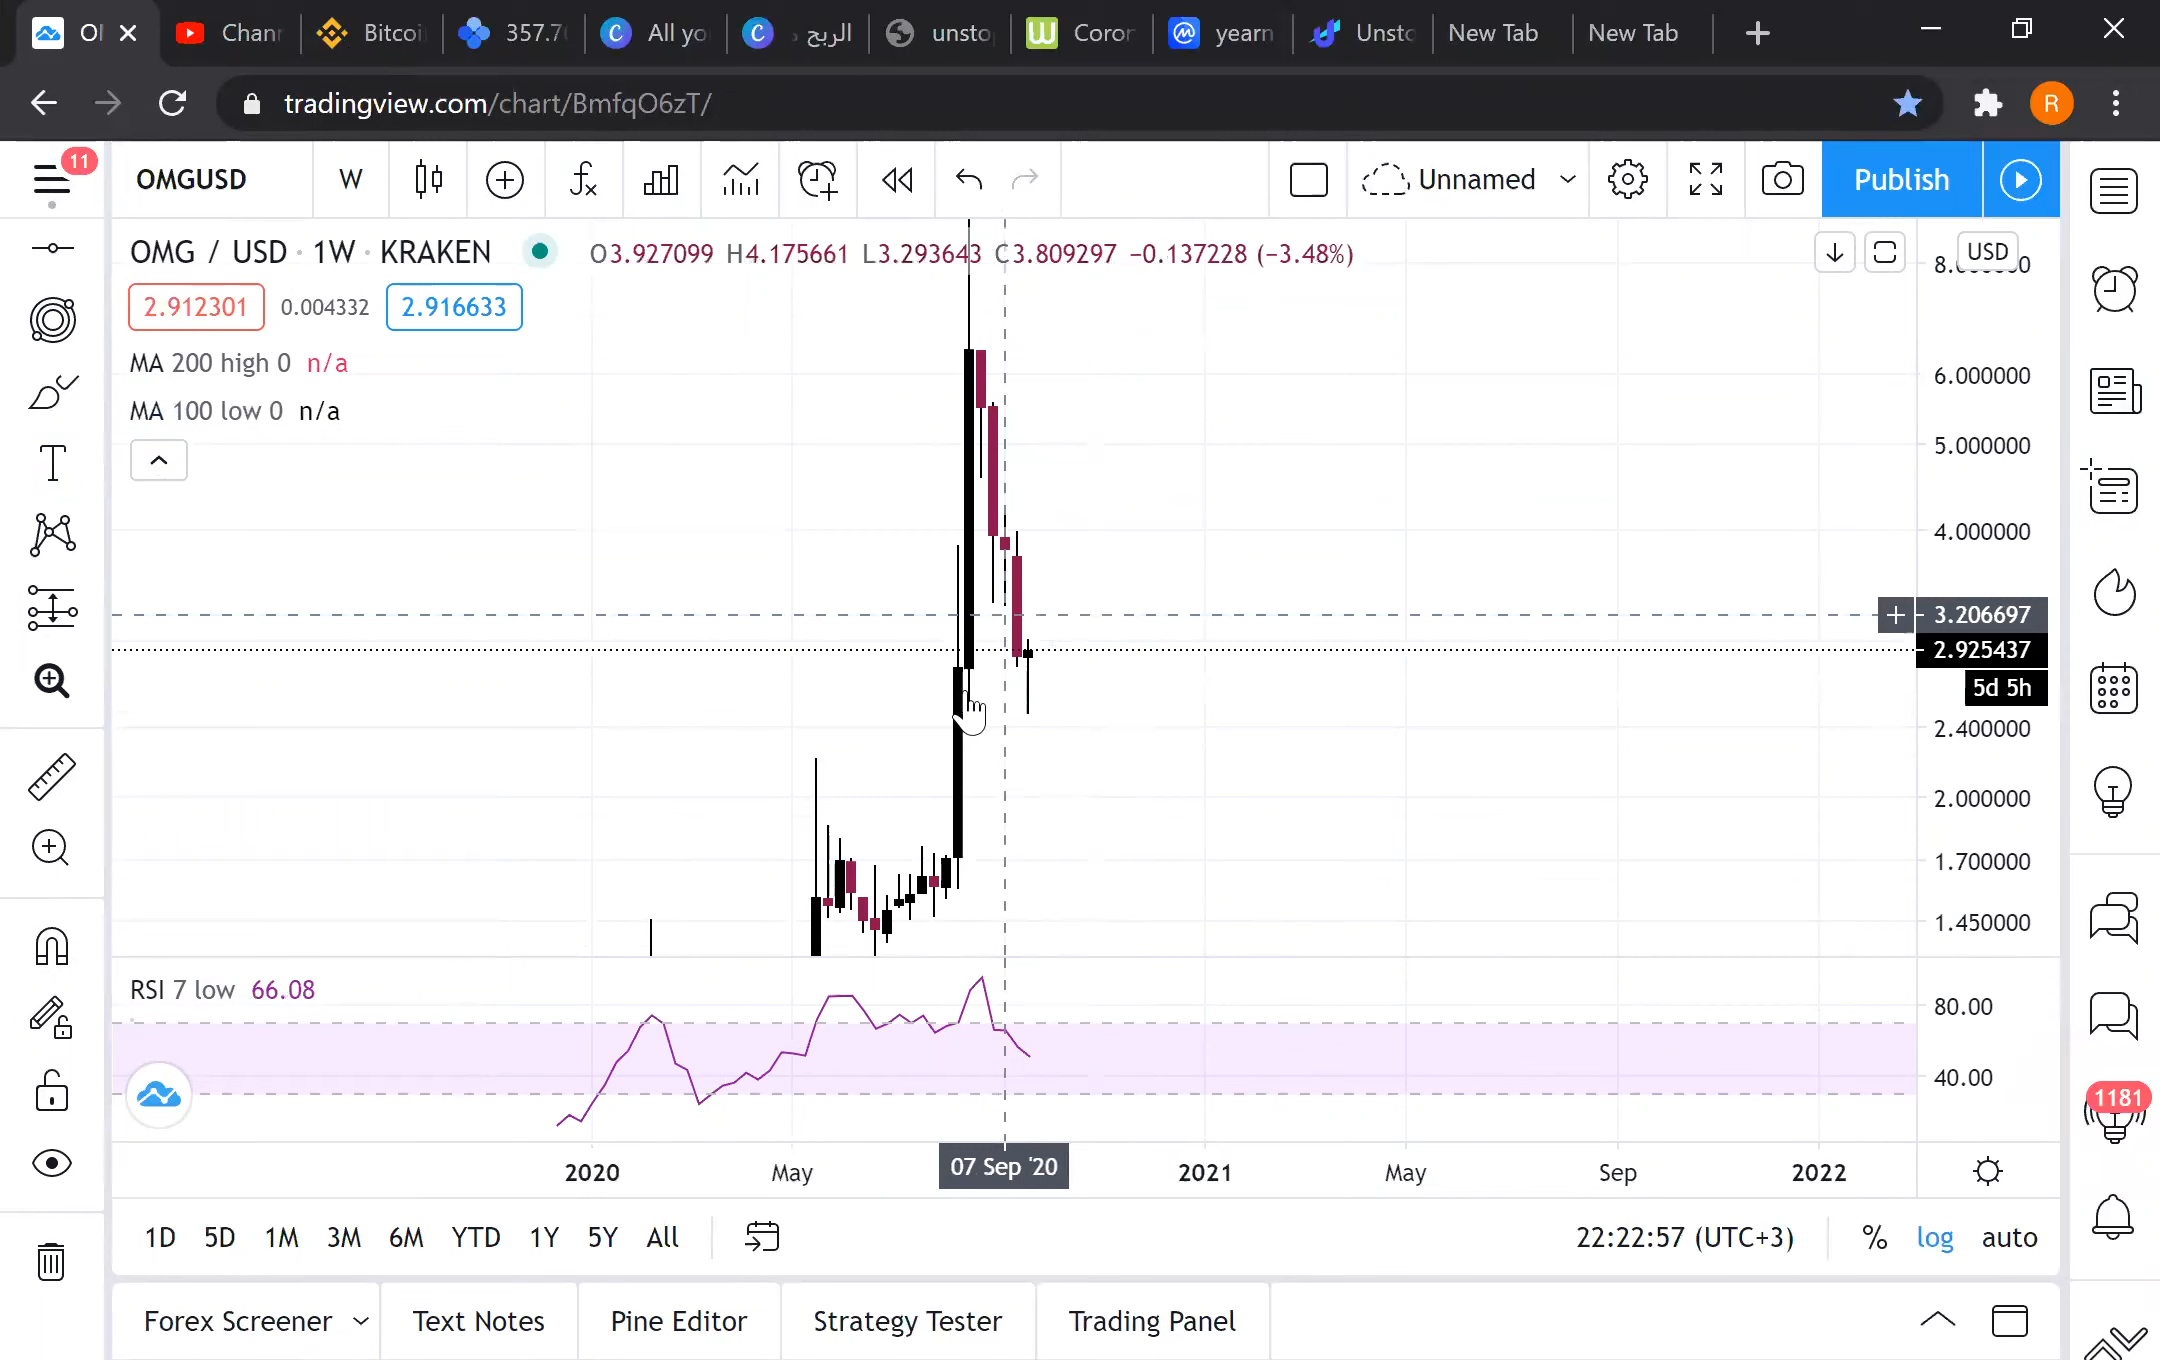 Ol
Chanr
Bitcoi
357.70
All yo
الربح د
unstop
Coror
yearn
Unsto
New Tab
New Tab
tradingview.com/chart/BmfqO6zT/
R
11
OMGUSD
W
Unnamed
Publish
OMG / USD · 1W · KRAKEN
O3.927099 H4.175661 L3.293643 C3.809297 −0.137228 (−3.48%)
USD
2.912301 0.004332 2.916633
MA 200 high 0 n/a
MA 100 low 0 n/a
6.000000
5.000000
4.000000
3.206697
2.925437
5d 5h
2.400000
2.000000
1.700000
1.450000
RSI 7 low 66.08
80.00
40.00
1181
2020 May 07 Sep '20 2021 May Sep 2022
1D 5D 1M 3M 6M YTD 1Y 5Y All
22:22:57 (UTC+3) % log auto
Forex Screener Text Notes Pine Editor Strategy Tester Trading Panel